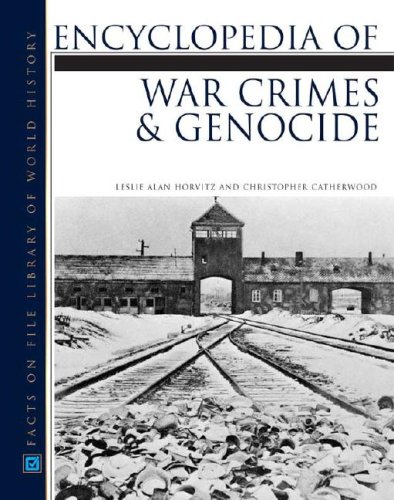 ENCYCLOPEDIA OF
WAR CRIMES
& GENOCIDE
LESLIE ALAN HORVITZ AND CHRISTOPHER CATHERWOOD
FACTS ON FILE LIBRARY OF WORLD HISTORY